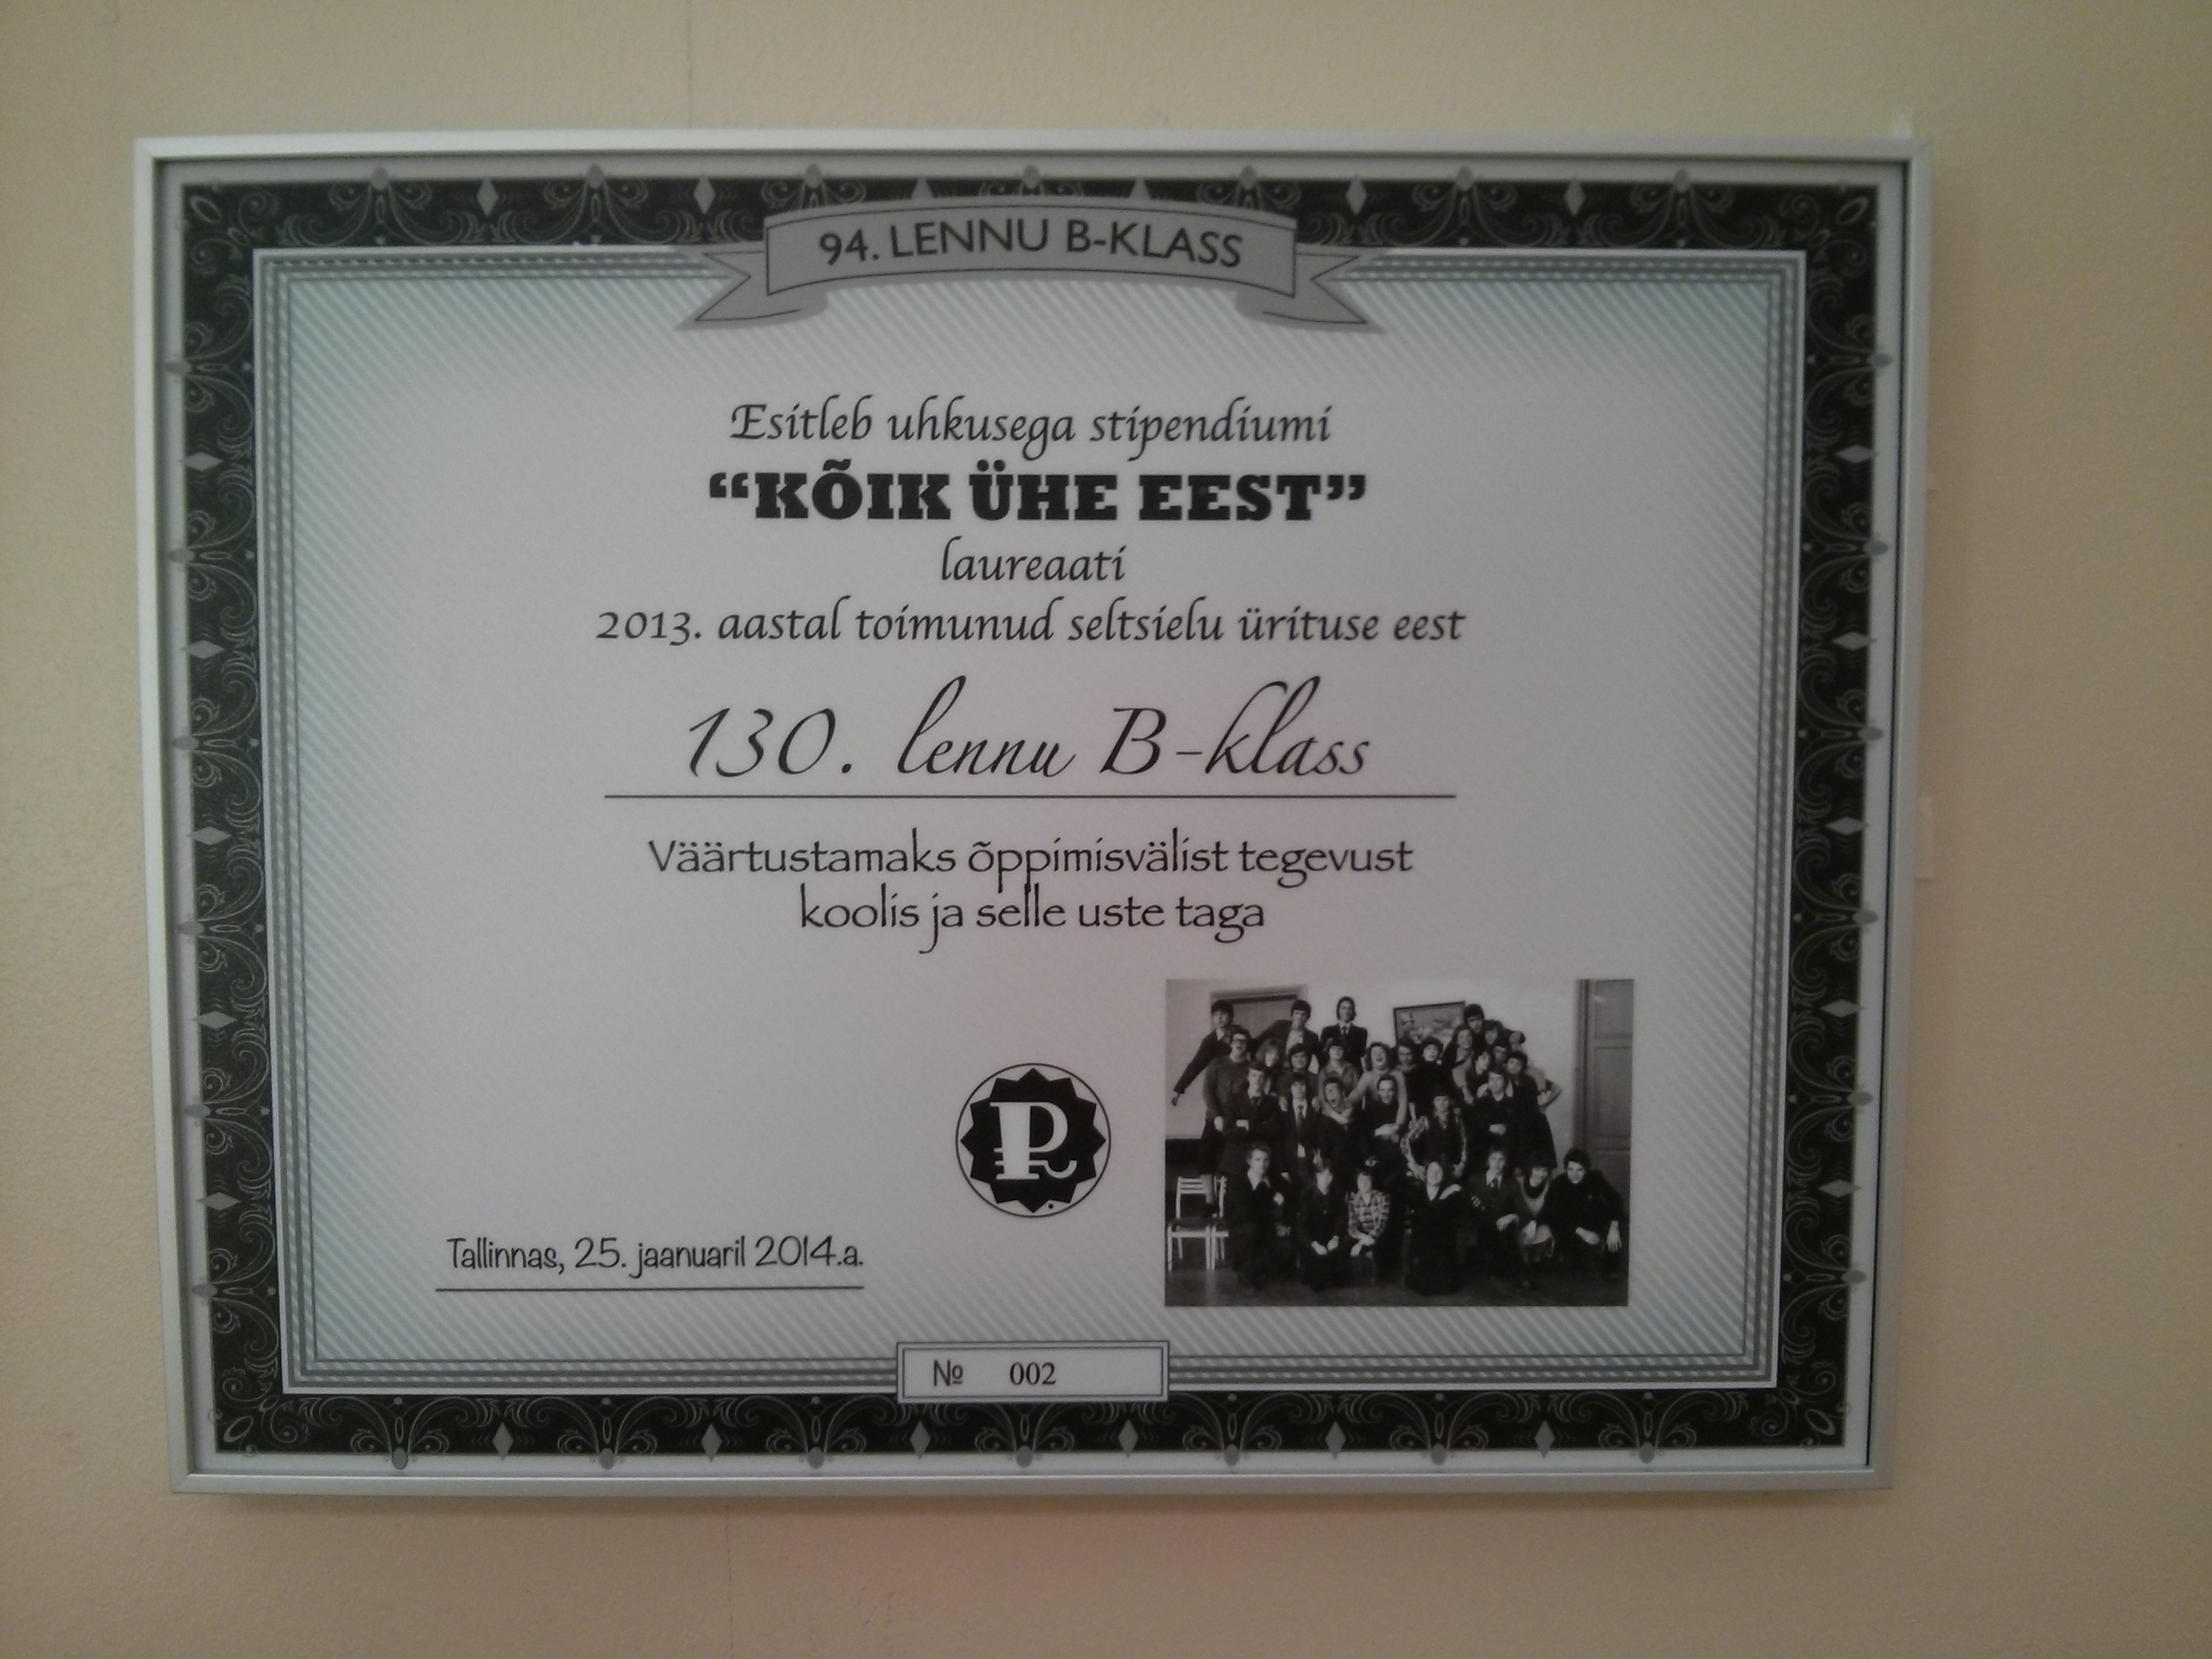 94. LENNU B-KLASS
Esitleb uhkusega stipendiumi
“KÕIK ÜHE EEST”
laureaati
2013. aastal toimunud seltsielu ürituse eest
130. lennu B-klass
Väärtustamaks õppimisvälist tegevust
koolis ja selle uste taga
PR
Tallinnas, 25. jaanuaril 2014.a.
№ 002